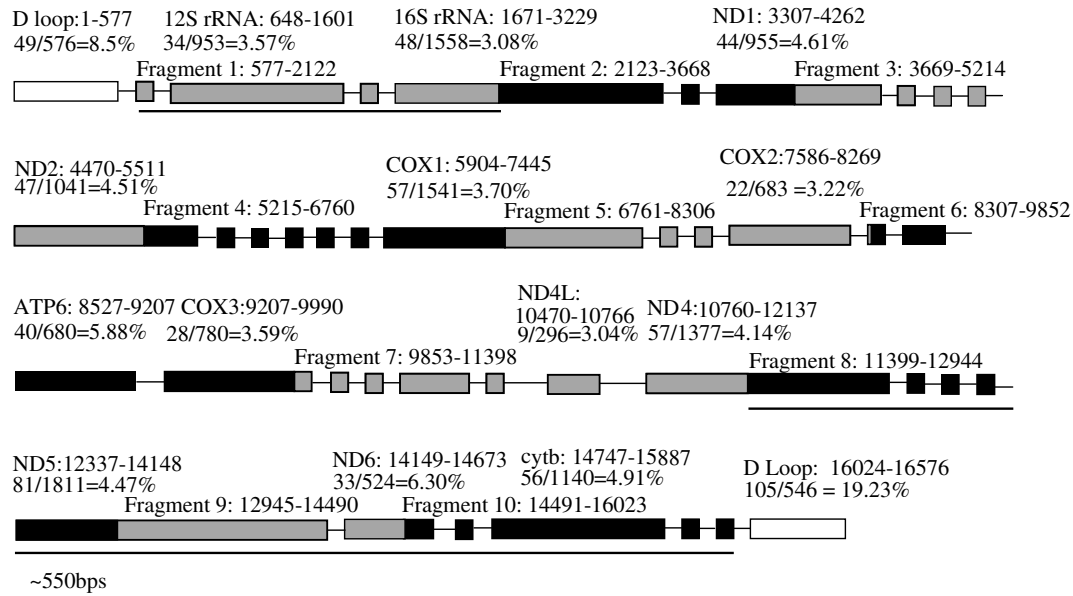 D loop:1-577 12S rRNA: 648-1601 16S rRNA: 1671-3229 ND1: 3307-4262
49/576=8.5% 34/953=3.57% 48/1558=3.08% 44/955=4.61%
Fragment 1: 577-2122 Fragment 2: 2123-3668 Fragment 3: 3669-5214
ND2: 4470-5511 COX1: 5904-7445 COX2:7586-8269
47/1041=4.51% 57/1541=3.70% 22/683 =3.22%
Fragment 4: 5215-6760 Fragment 5: 6761-8306 Fragment 6: 8307-9852
ATP6: 8527-9207 COX3:9207-9990 ND4L: ND4:10760-12137
10470-10766
40/680=5.88% 28/780=3.59% 9/296=3.04% 57/1377=4.14%
Fragment 7: 9853-11398 Fragment 8: 11399-12944
ND5:12337-14148 ND6: 14149-14673 cytb: 14747-15887 D Loop: 16024-16576
81/1811=4.47% 33/524=6.30% 56/1140=4.91% 105/546 = 19.23%
Fragment 9: 12945-14490 Fragment 10: 14491-16023
~550bps